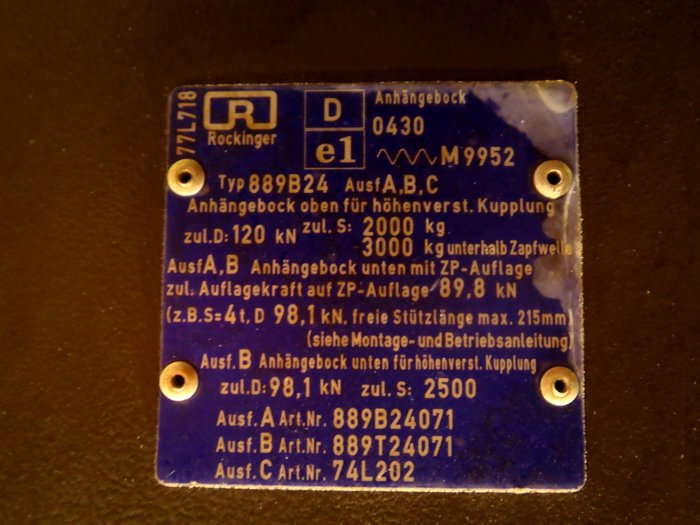 77L718
R
Rockinger
D
e1
Anhängebock
0430
M 9952
Typ 889B24 Ausf A, B, C
Anhängebock oben für höhenverst. Kupplung
zul.D: 120 kN zul. S: 2000 kg
3000 kg unterhalb Zapfwelle
Ausf A, B Anhängebock unten mit ZP-Auflage
zul. Auflagekraft auf ZP-Auflage 89,8 kN
(z.B.S=4t, D 98,1 kN, freie Stützlänge max. 215mm)
(siehe Montage- und Betriebsanleitung)
Ausf. B Anhängebock unten für höhenverst. Kupplung
zul.D: 98,1 kN zul. S: 2500
Ausf. A Art.Nr. 889B24071
Ausf. B Art.Nr. 889T24071
Ausf. C Art.Nr. 74L202